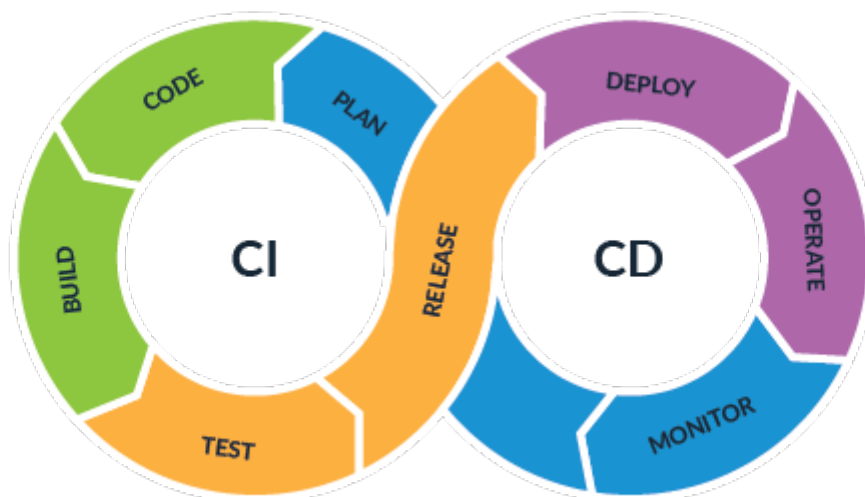 PLAN
CODE
BUILD
TEST
RELEASE
DEPLOY
OPERATE
MONITOR
CI
CD